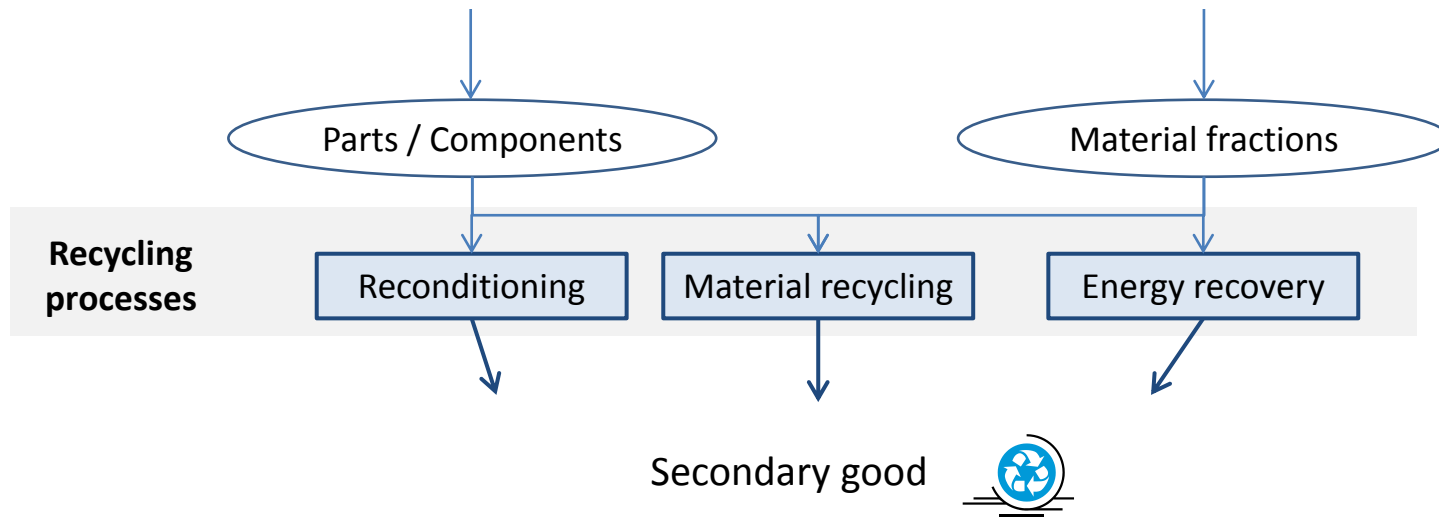 Parts / Components
Material fractions
Recycling
processes
Reconditioning
Material recycling
Energy recovery
Secondary good